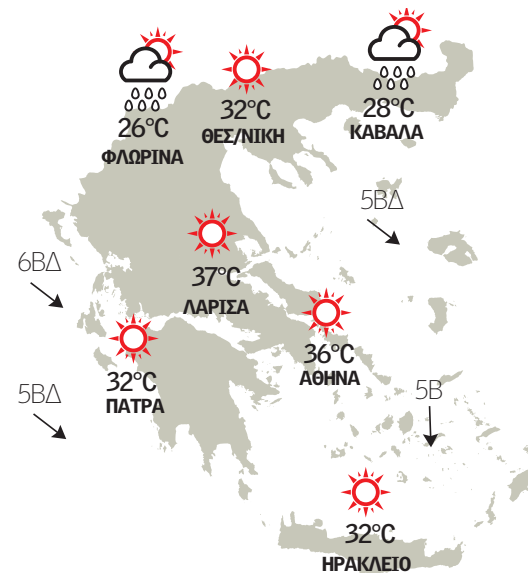 26°C
ΦΛΩΡΙΝΑ
32°C
ΘΕΣ/ΝΙΚΗ
28°C
ΚΑΒΑΛΑ
5ΒΔ
6ΒΔ
37°C
ΛΑΡΙΣΑ
36°C
ΑΘΗΝΑ
32°C
ΠΑΤΡΑ
5ΒΔ
5Β
32°C
ΗΡΑΚΛΕΙΟ